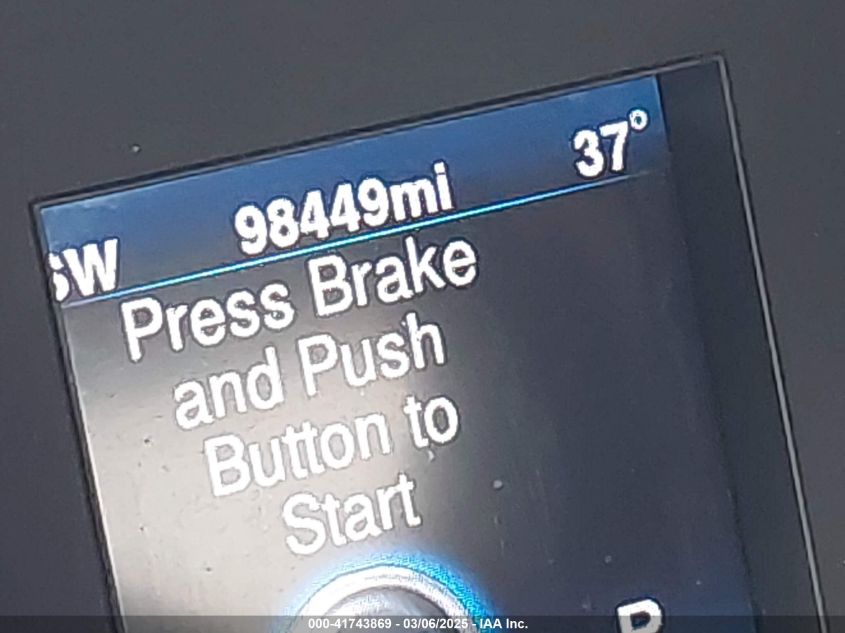 SW 98449mi 37°
Press Brake
and Push
Button to
Start
P
000-41743869 - 03/06/2025 - IAA Inc.